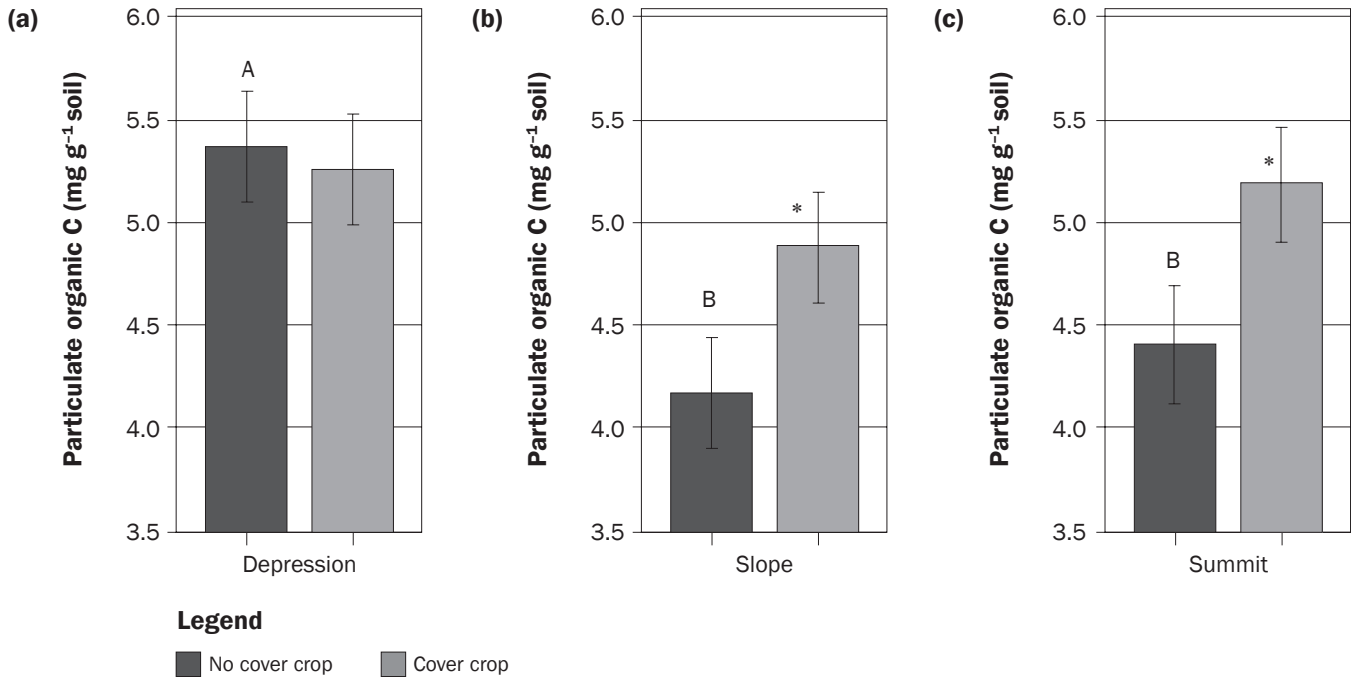 (a)
Particulate organic C (mg g⁻¹ soil)
6.0
5.5
5.0
4.5
4.0
3.5
A
Depression
(b)
Particulate organic C (mg g⁻¹ soil)
6.0
5.5
5.0
4.5
4.0
3.5
B
*
Slope
(c)
Particulate organic C (mg g⁻¹ soil)
6.0
5.5
5.0
4.5
4.0
3.5
B
*
Summit
Legend
No cover crop
Cover crop